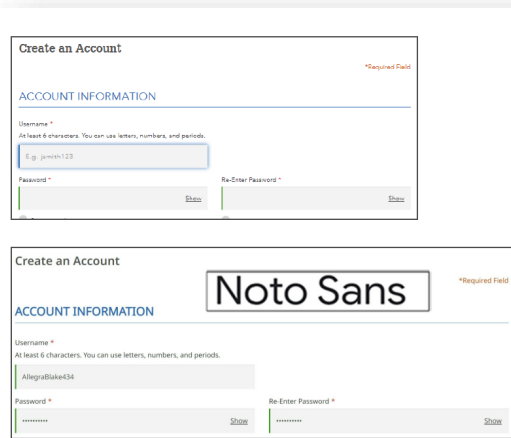 Create an Account
*Required Field
ACCOUNT INFORMATION
Username *
At least 6 characters. You can use letters, numbers, and periods.
E.g. jsmith123
Password *
Re-Enter Password *
Show
Show
Create an Account
Noto Sans
*Required Field
ACCOUNT INFORMATION
Username *
At least 6 characters. You can use letters, numbers, and periods.
AllegraBlake434
Password *
Re-Enter Password *
••••••••••
Show
••••••••••
Show